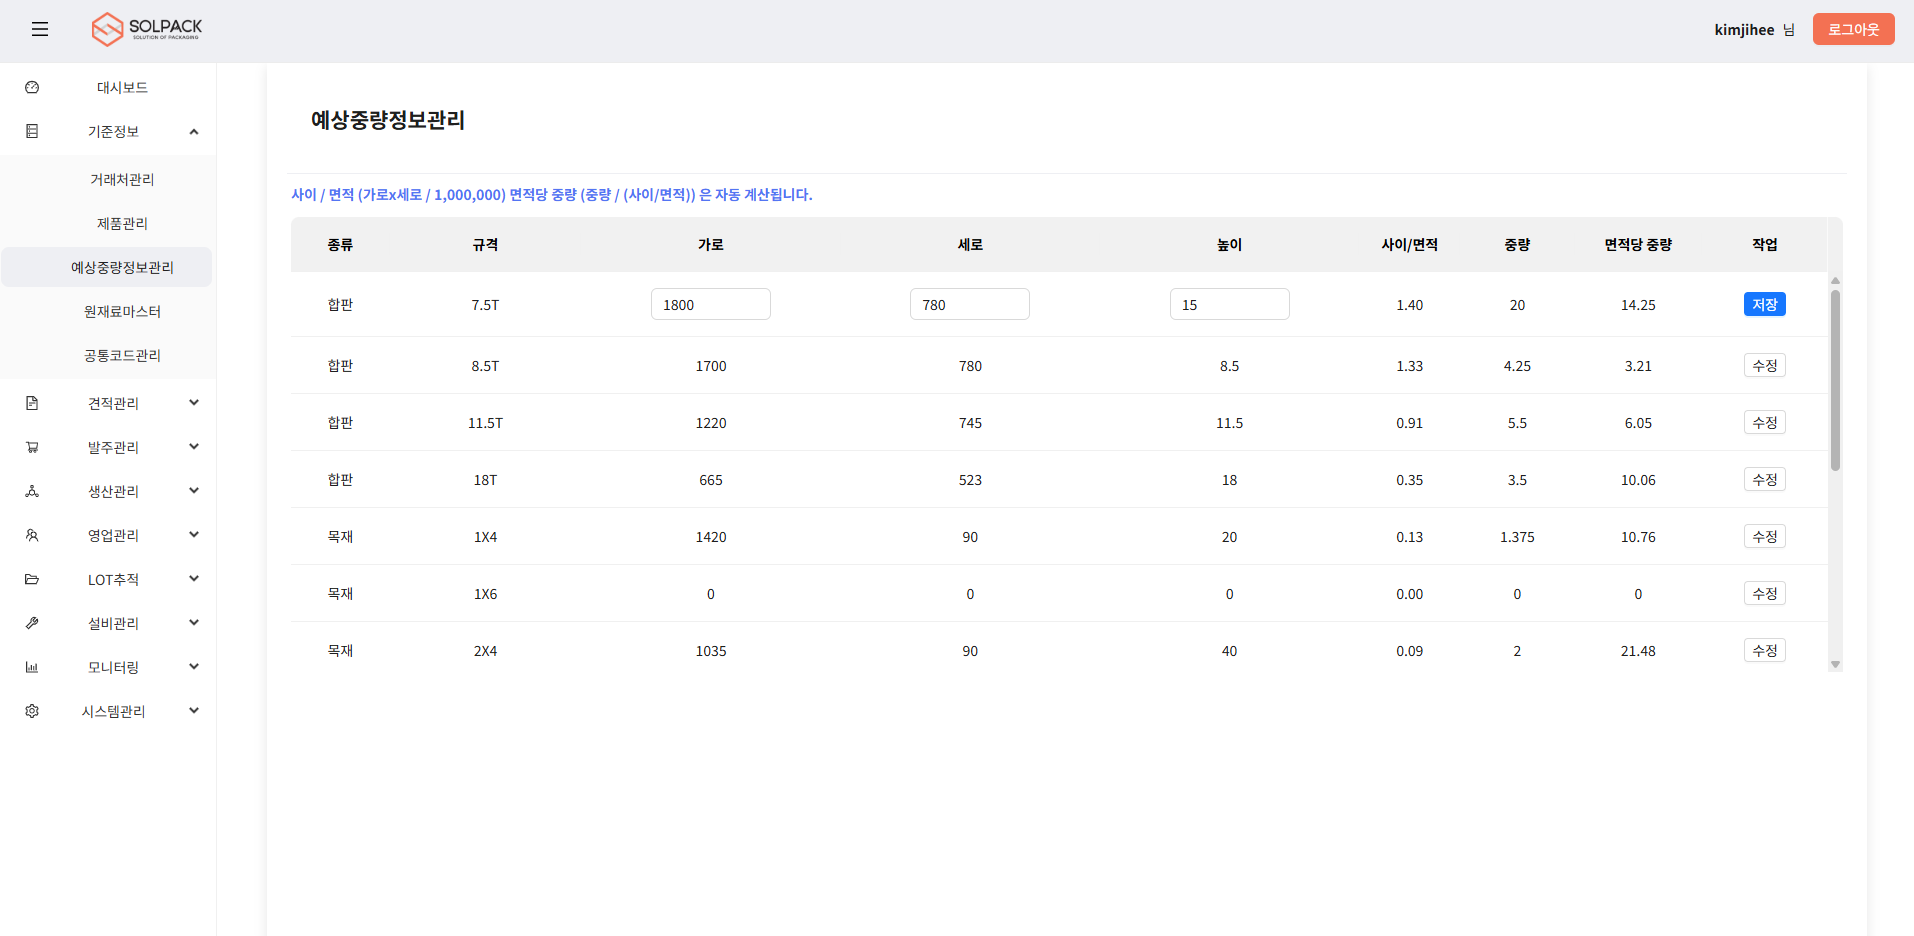 SOLPACK
SOLUTION OF PACKAGING
kimjihee 님
로그아웃
대시보드
기준정보
거래처관리
제품관리
예상중량정보관리
원재료마스터
공통코드관리
견적관리
발주관리
생산관리
영업관리
LOT추적
설비관리
모니터링
시스템관리
예상중량정보관리
사이 / 면적 (가로x세로 / 1,000,000) 면적당 중량 (중량 / (사이/면적)) 은 자동 계산됩니다.
종류 규격 가로 세로 높이 사이/면적 중량 면적당 중량 작업
합판 7.5T 1800 780 15 1.40 20 14.25 저장
합판 8.5T 1700 780 8.5 1.33 4.25 3.21 수정
합판 11.5T 1220 745 11.5 0.91 5.5 6.05 수정
합판 18T 665 523 18 0.35 3.5 10.06 수정
목재 1X4 1420 90 20 0.13 1.375 10.76 수정
목재 1X6 0 0 0 0.00 0 0 수정
목재 2X4 1035 90 40 0.09 2 21.48 수정